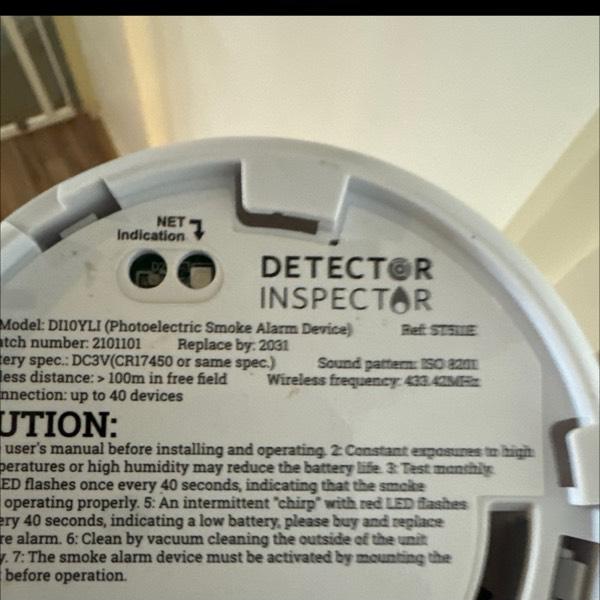 NET
Indication
DETECTOR
INSPECTOR
Model: DI10YLI (Photoelectric Smoke Alarm Device) Ref: ST511E
atch number: 2101101 Replace by: 2031
tery spec.: DC3V(CR17450 or same spec.) Sound pattern: ISO 8201
less distance: > 100m in free field Wireless frequency: 433.42MHz
nnection: up to 40 devices
UTION:
user's manual before installing and operating. 2: Constant exposures to high
peratures or high humidity may reduce the battery life. 3: Test monthly.
ED flashes once every 40 seconds, indicating that the smoke
operating properly. 5: An intermittent "chirp" with red LED flashes
ery 40 seconds, indicating a low battery, please buy and replace
re alarm. 6: Clean by vacuum cleaning the outside of the unit
y. 7: The smoke alarm device must be activated by mounting the
before operation.